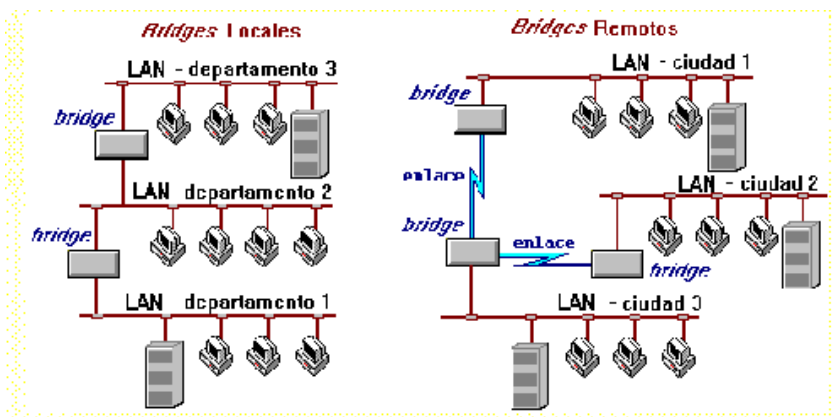 Bridges Locales
LAN - departamento 3
bridge
LAN departamento 2
bridge
LAN departamento 1
Bridges Remotos
LAN - ciudad 1
bridge
enlace
LAN - ciudad 2
bridge
enlace
bridge
LAN - ciudad 3